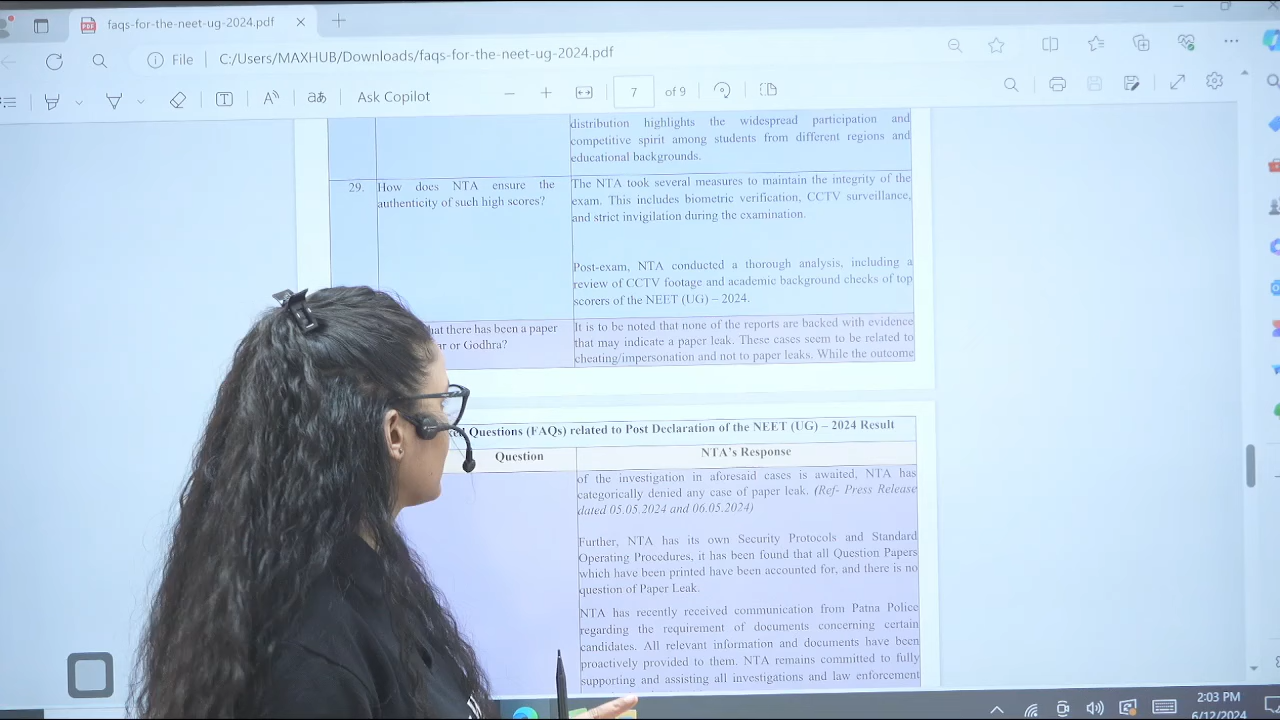 faqs-for-the-neet-ug-2024.pdf
File C:/Users/MAXHUB/Downloads/faqs-for-the-neet-ug-2024.pdf
Ask Copilot 7 of 9
distribution highlights the widespread participation and
competitive spirit among students from different regions and
educational backgrounds.
29.
How does NTA ensure the
authenticity of such high scores?
The NTA took several measures to maintain the integrity of the
exam. This includes biometric verification, CCTV surveillance,
and strict invigilation during the examination.
Post-exam, NTA conducted a thorough analysis, including a
review of CCTV footage and academic background checks of top
scorers of the NEET (UG) – 2024.
that there has been a paper
or Godhra?
It is to be noted that none of the reports are backed with evidence
that may indicate a paper leak. These cases seem to be related to
cheating/impersonation and not to paper leaks. While the outcome
Questions (FAQs) related to Post Declaration of the NEET (UG) – 2024 Result
Question
NTA's Response
of the investigation in aforesaid cases is awaited, NTA has
categorically denied any case of paper leak. (Ref- Press Release
dated 05.05.2024 and 06.05.2024)
Further, NTA has its own Security Protocols and Standard
Operating Procedures, it has been found that all Question Papers
which have been printed have been accounted for, and there is no
question of Paper Leak.
NTA has recently received communication from Patna Police
regarding the requirement of documents concerning certain
candidates. All relevant information and documents have been
proactively provided to them. NTA remains committed to fully
supporting and assisting all investigations and law enforcement
2:03 PM
6/12/2024